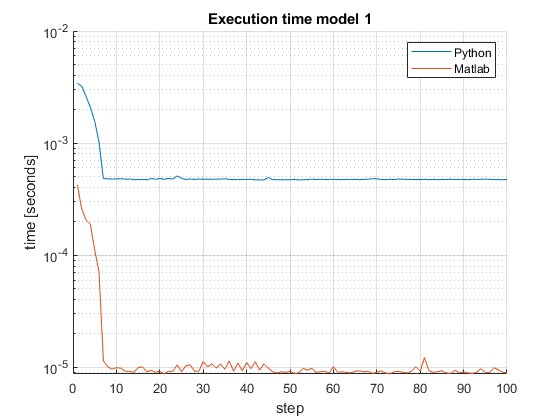 Execution time model 1
Python
Matlab
time [seconds]
10^-2
10^-3
10^-4
10^-5
0 10 20 30 40 50 60 70 80 90 100
step